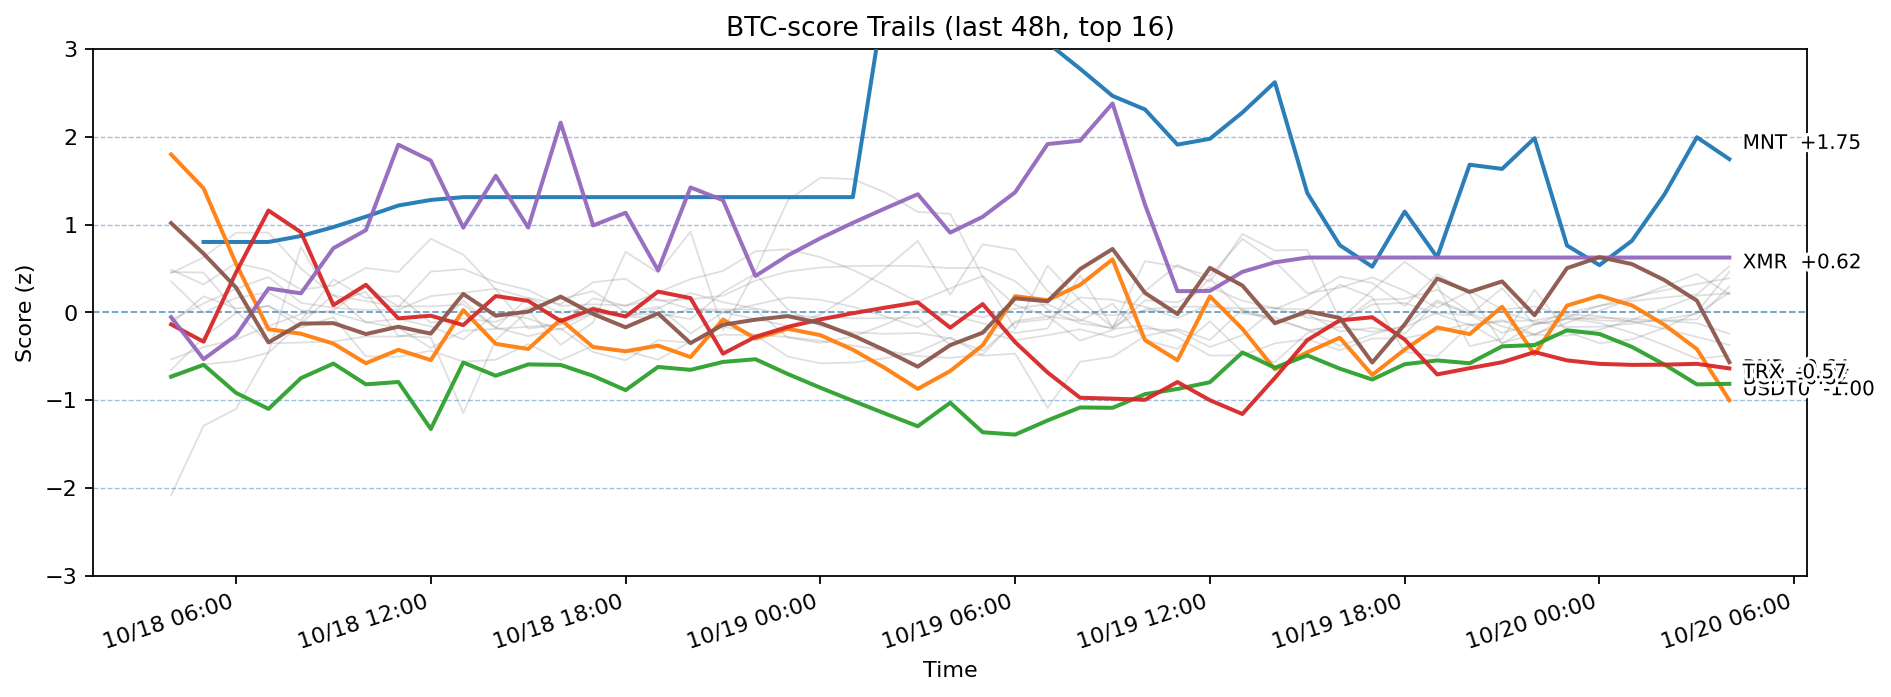 BTC-score Trails (last 48h, top 16)
Score (z)
3
2
1
0
−1
−2
−3
MNT +1.75
XMR +0.62
TRX -0.57
USDT0 -1.00
10/18 06:00
10/18 12:00
10/18 18:00
10/19 00:00
10/19 06:00
10/19 12:00
10/19 18:00
10/20 00:00
10/20 06:00
Time